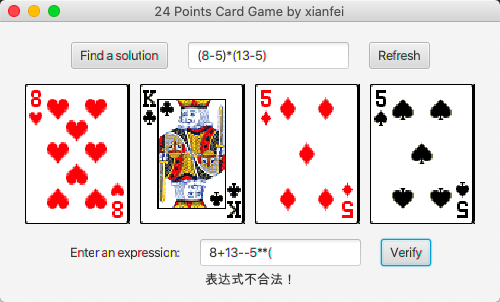 24 Points Card Game by xianfei
Find a solution (8-5)*(13-5) Refresh
8 K 5 5
8 K 5 5
Enter an expression: 8+13--5**( Verify
表达式不合法！